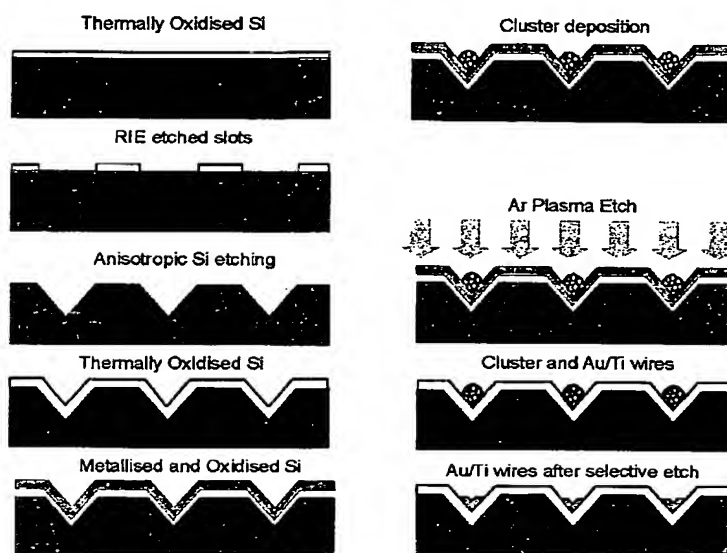 Thermally Oxidised Si
RIE etched slots
Anisotropic Si etching
Thermally Oxidised Si
Metallised and Oxidised Si
Cluster deposition
Ar Plasma Etch
Cluster and Au/Ti wires
Au/Ti wires after selective etch